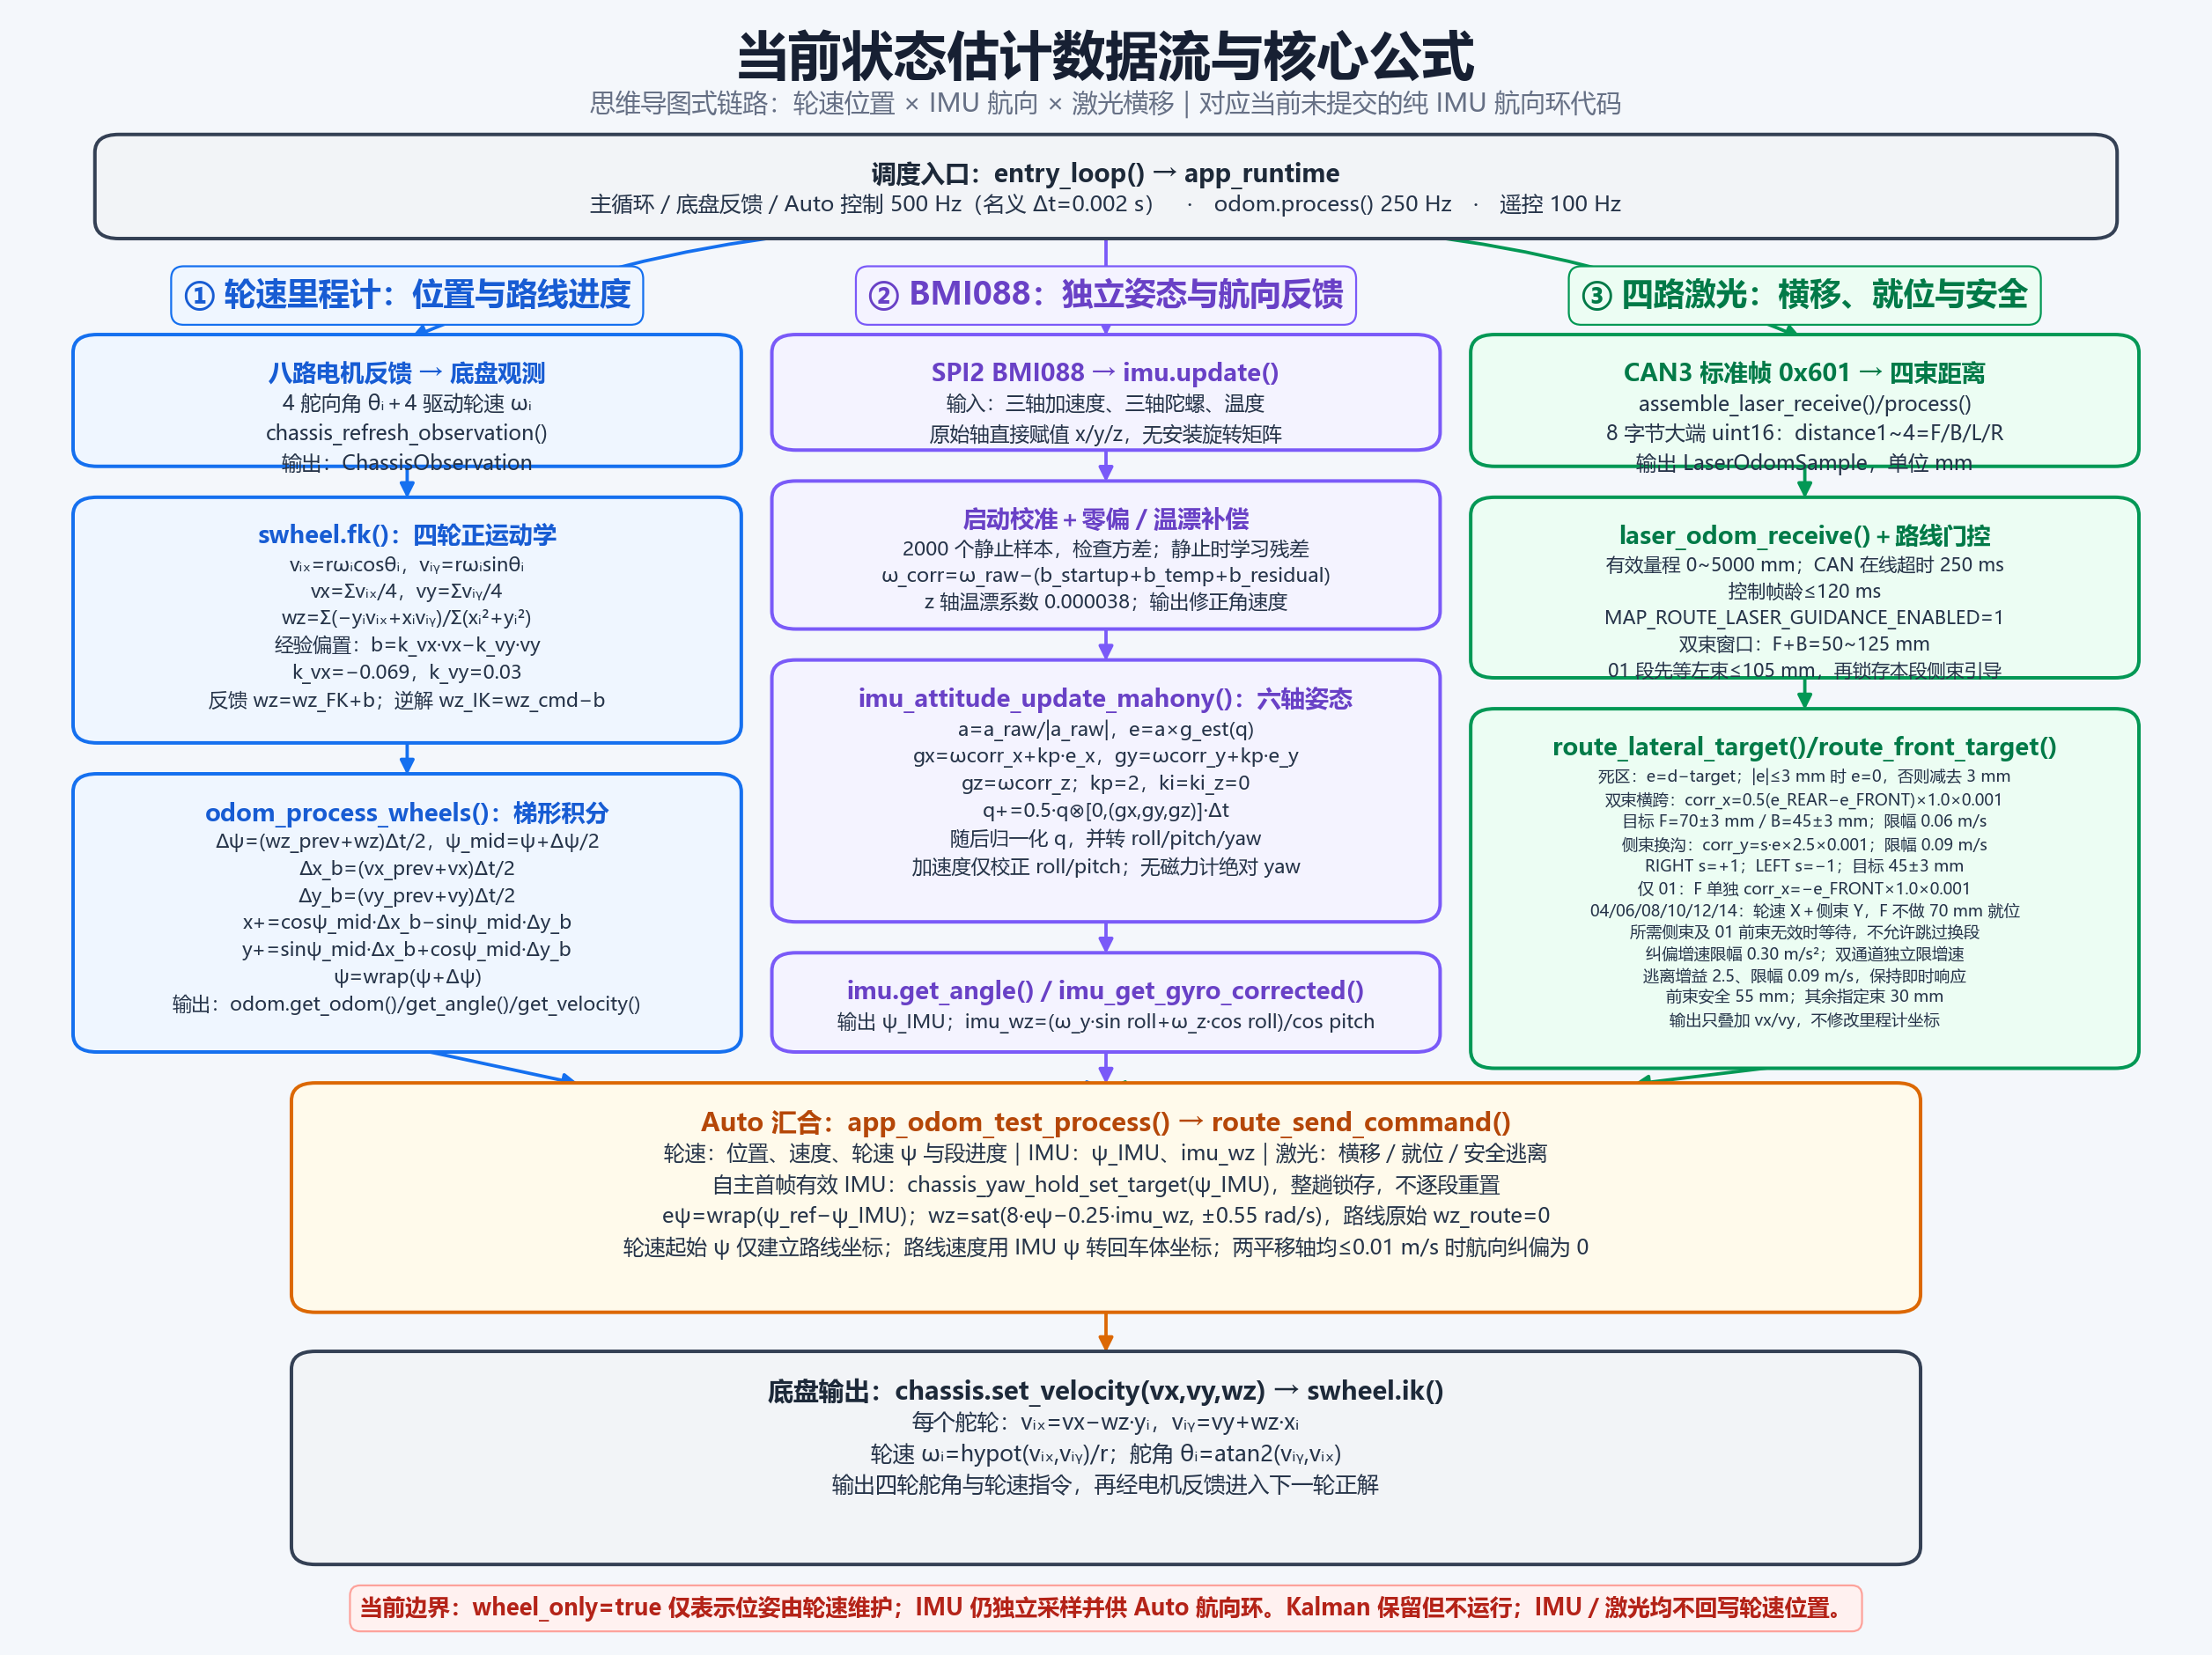 当前状态估计数据流与核心公式
思维导图式链路：轮速位置 × IMU 航向 × 激光横移 | 对应当前未提交的纯 IMU 航向环代码
调度入口：entry_loop() → app_runtime
主循环 / 底盘反馈 / Auto 控制 500 Hz（名义 Δt=0.002 s） · odom.process() 250 Hz · 遥控 100 Hz
① 轮速里程计：位置与路线进度
八路电机反馈 → 底盘观测
4 舵向角 θᵢ＋4 驱动轮速 ωᵢ
chassis_refresh_observation()
输出：ChassisObservation
swheel.fk()：四轮正运动学
vᵢₓ=rωᵢcosθᵢ，vᵢᵧ=rωᵢsinθᵢ
vx=Σvᵢₓ/4，vy=Σvᵢᵧ/4
wz=Σ(−yᵢvᵢₓ+xᵢvᵢᵧ)/Σ(xᵢ²+yᵢ²)
经验偏置：b=k_vx·vx−k_vy·vy
k_vx=−0.069，k_vy=0.03
反馈 wz=wz_FK+b；逆解 wz_IK=wz_cmd−b
odom_process_wheels()：梯形积分
Δψ=(wz_prev+wz)Δt/2，ψ_mid=ψ+Δψ/2
Δx_b=(vx_prev+vx)Δt/2
Δy_b=(vy_prev+vy)Δt/2
x+=cosψ_mid·Δx_b−sinψ_mid·Δy_b
y+=sinψ_mid·Δx_b+cosψ_mid·Δy_b
ψ=wrap(ψ+Δψ)
输出：odom.get_odom()/get_angle()/get_velocity()
② BMI088：独立姿态与航向反馈
SPI2 BMI088 → imu.update()
输入：三轴加速度、三轴陀螺、温度
原始轴直接赋值 x/y/z，无安装旋转矩阵
启动校准＋零偏 / 温漂补偿
2000 个静止样本，检查方差；静止时学习残差
ω_corr=ω_raw−(b_startup+b_temp+b_residual)
z 轴温漂系数 0.000038；输出修正角速度
imu_attitude_update_mahony()：六轴姿态
a=a_raw/|a_raw|，e=a×g_est(q)
gx=ωcorr_x+kp·e_x，gy=ωcorr_y+kp·e_y
gz=ωcorr_z；kp=2，ki=ki_z=0
q+=0.5·q⊗[0,(gx,gy,gz)]·Δt
随后归一化 q，并转 roll/pitch/yaw
加速度仅校正 roll/pitch；无磁力计绝对 yaw
imu.get_angle() / imu_get_gyro_corrected()
输出 ψ_IMU；imu_wz=(ω_y·sin roll+ω_z·cos roll)/cos pitch
③ 四路激光：横移、就位与安全
CAN3 标准帧 0x601 → 四束距离
assemble_laser_receive()/process()
8 字节大端 uint16：distance1~4=F/B/L/R
输出 LaserOdomSample，单位 mm
laser_odom_receive()＋路线门控
有效量程 0~5000 mm；CAN 在线超时 250 ms
控制帧龄≤120 ms
MAP_ROUTE_LASER_GUIDANCE_ENABLED=1
双束窗口：F+B=50~125 mm
01 段先等左束≤105 mm，再锁存本段侧束引导
route_lateral_target()/route_front_target()
死区：e=d−target；|e|≤3 mm 时 e=0，否则减去 3 mm
双束横跨：corr_x=0.5(e_REAR−e_FRONT)×1.0×0.001
目标 F=70±3 mm / B=45±3 mm；限幅 0.06 m/s
侧束换沟：corr_y=s·e×2.5×0.001；限幅 0.09 m/s
RIGHT s=+1；LEFT s=−1；目标 45±3 mm
仅 01：F 单独 corr_x=−e_FRONT×1.0×0.001
04/06/08/10/12/14：轮速 X＋侧束 Y，F 不做 70 mm 就位
所需侧束及 01 前束无效时等待，不允许跳过换段
纠偏增速限幅 0.30 m/s²；双通道独立限增速
逃离增益 2.5、限幅 0.09 m/s，保持即时响应
前束安全 55 mm；其余指定束 30 mm
输出只叠加 vx/vy，不修改里程计坐标
Auto 汇合：app_odom_test_process() → route_send_command()
轮速：位置、速度、轮速 ψ 与段进度 | IMU：ψ_IMU、imu_wz | 激光：横移 / 就位 / 安全逃离
自主首帧有效 IMU：chassis_yaw_hold_set_target(ψ_IMU)，整趟锁存，不逐段重置
eψ=wrap(ψ_ref−ψ_IMU)；wz=sat(8·eψ−0.25·imu_wz, ±0.55 rad/s)，路线原始 wz_route=0
轮速起始 ψ 仅建立路线坐标；路线速度用 IMU ψ 转回车体坐标；两平移轴均≤0.01 m/s 时航向纠偏为 0
底盘输出：chassis.set_velocity(vx,vy,wz) → swheel.ik()
每个舵轮：vᵢₓ=vx−wz·yᵢ，vᵢᵧ=vy+wz·xᵢ
轮速 ωᵢ=hypot(vᵢₓ,vᵢᵧ)/r；舵角 θᵢ=atan2(vᵢᵧ,vᵢₓ)
输出四轮舵角与轮速指令，再经电机反馈进入下一轮正解
当前边界：wheel_only=true 仅表示位姿由轮速维护；IMU 仍独立采样并供 Auto 航向环。Kalman 保留但不运行；IMU / 激光均不回写轮速位置。